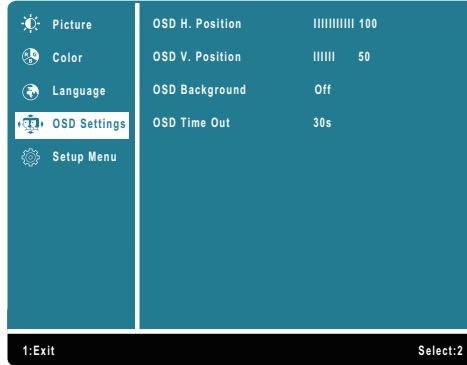 Picture
Color
Language
OSD Settings
Setup Menu
OSD H. Position IIIIIIIIIII 100
OSD V. Position IIIIII 50
OSD Background Off
OSD Time Out 30s
1:Exit Select:2